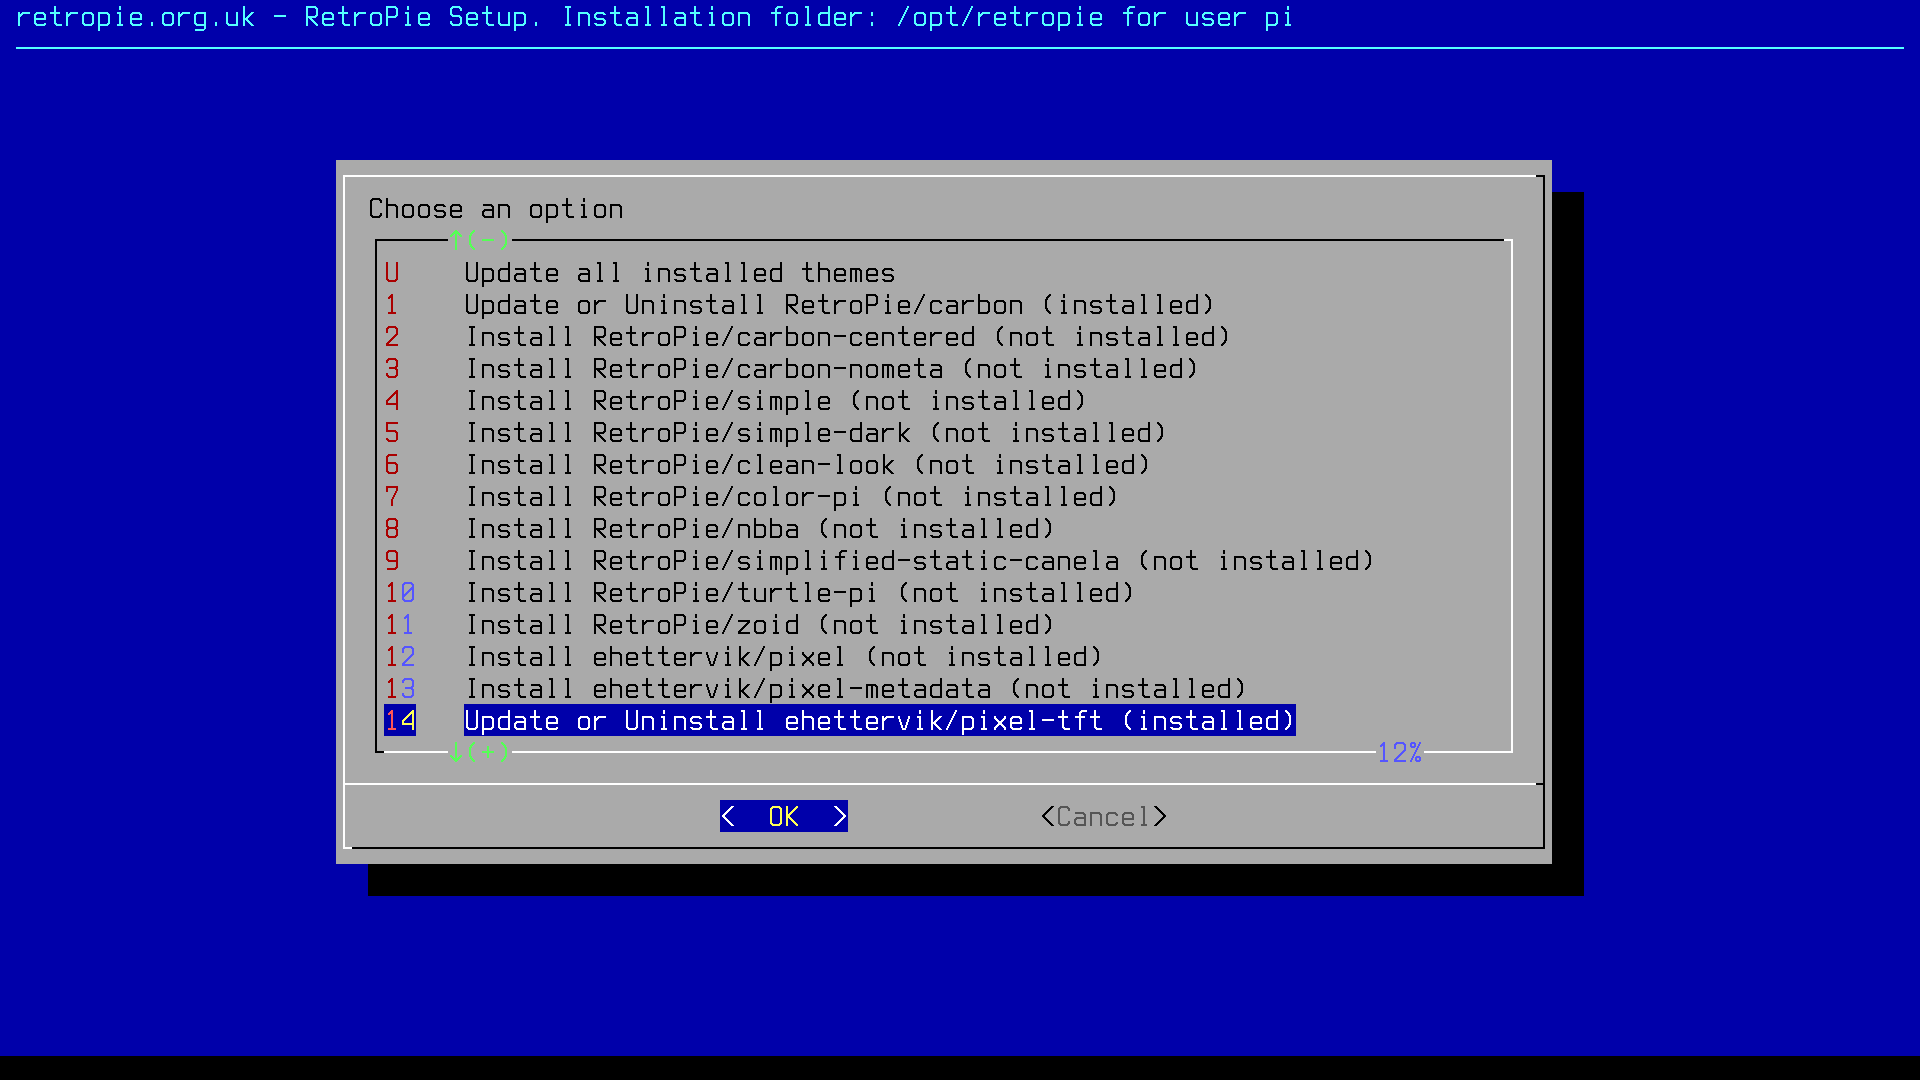 retropie.org.uk - RetroPie Setup. Installation folder: /opt/retropie for user pi
Choose an option
↑(-)
U Update all installed themes
1 Update or Uninstall RetroPie/carbon (installed)
2 Install RetroPie/carbon-centered (not installed)
3 Install RetroPie/carbon-nometa (not installed)
4 Install RetroPie/simple (not installed)
5 Install RetroPie/simple-dark (not installed)
6 Install RetroPie/clean-look (not installed)
7 Install RetroPie/color-pi (not installed)
8 Install RetroPie/nbba (not installed)
9 Install RetroPie/simplified-static-canela (not installed)
10 Install RetroPie/turtle-pi (not installed)
11 Install RetroPie/zoid (not installed)
12 Install ehettervik/pixel (not installed)
13 Install ehettervik/pixel-metadata (not installed)
14 Update or Uninstall ehettervik/pixel-tft (installed)
↓(+) 12%
< OK > <Cancel>